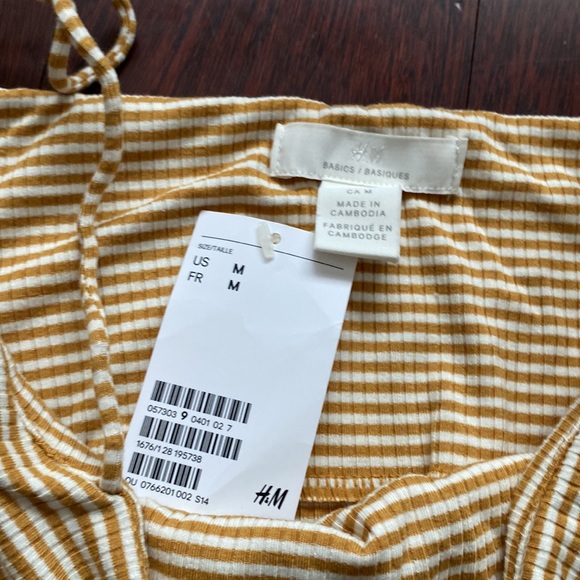 H&M
BASICS / BASIQUES
CA M
MADE IN
CAMBODIA
FABRIQUÉ EN
CAMBODGE
SIZE/TAILLE
US M
FR M
057303 9 0401 02 7
1676/1 28 195738
OU 0766201 002 S14
H&M